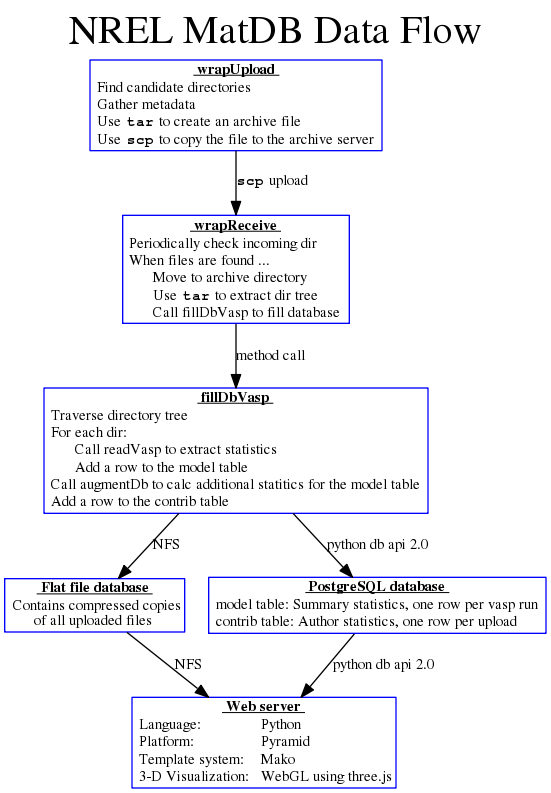 NREL MatDB Data Flow
wrapUpload
Find candidate directories
Gather metadata
Use tar to create an archive file
Use scp to copy the file to the archive server
scp upload
wrapReceive
Periodically check incoming dir
When files are found ...
Move to archive directory
Use tar to extract dir tree
Call fillDbVasp to fill database
method call
fillDbVasp
Traverse directory tree
For each dir:
Call readVasp to extract statistics
Add a row to the model table
Call augmentDb to calc additional statitics for the model table
Add a row to the contrib table
NFS
python db api 2.0
Flat file database
Contains compressed copies
of all uploaded files
PostgreSQL database
model table: Summary statistics, one row per vasp run
contrib table: Author statistics, one row per upload
NFS
python db api 2.0
Web server
Language: Python
Platform: Pyramid
Template system: Mako
3-D Visualization: WebGL using three.js